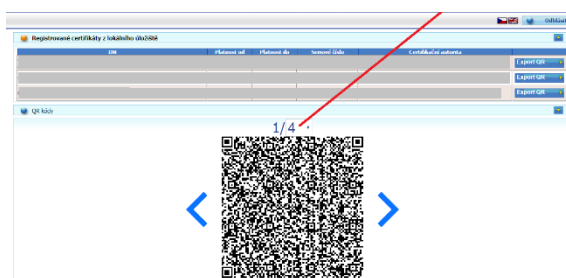 Odhlásit
Registrované certifikáty z lokálního úložiště
DN Platnost od Platnost do Seriové číslo Certifikační autorita
Export QR
Export QR
Export QR
QR kódy
1/4